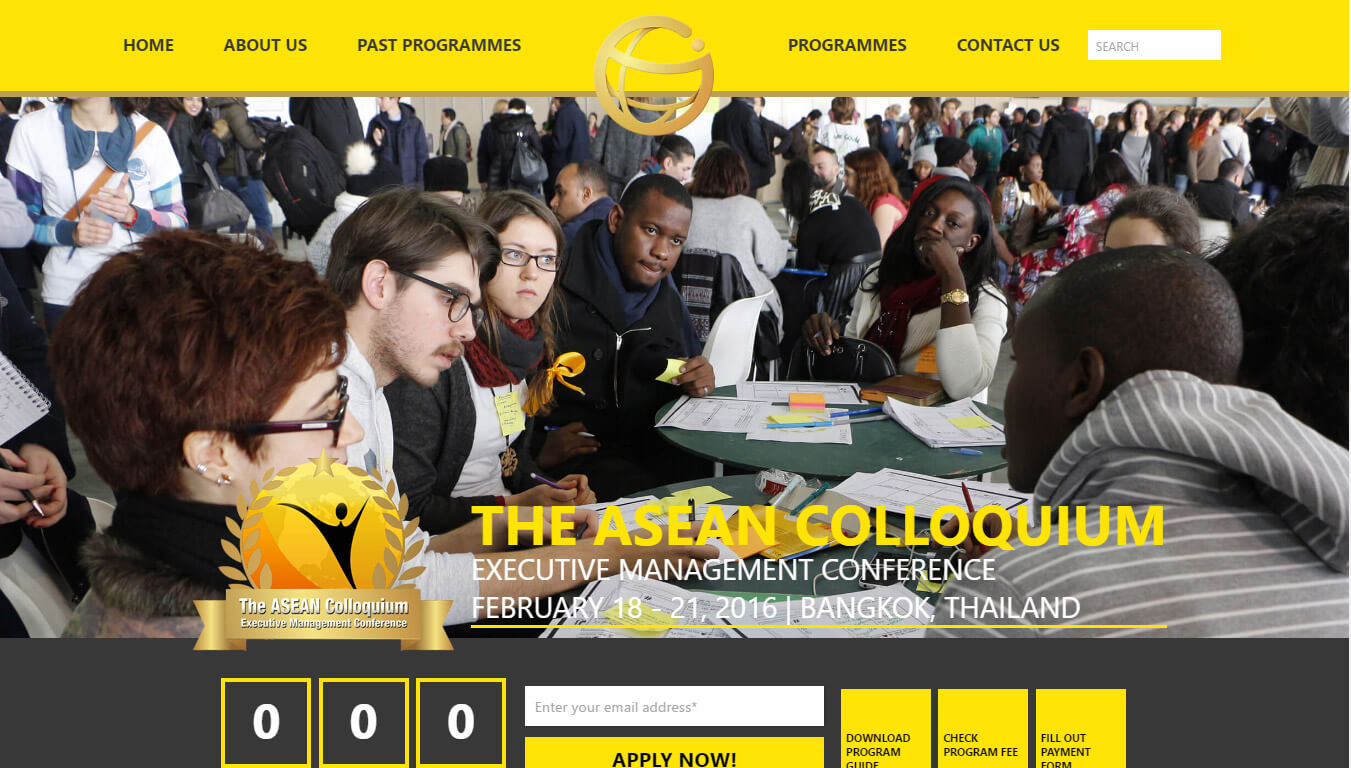 HOME
ABOUT US
PAST PROGRAMMES
PROGRAMMES
CONTACT US
SEARCH
THE ASEAN COLLOQUIUM
EXECUTIVE MANAGEMENT CONFERENCE
FEBRUARY 18 - 21, 2016 | BANGKOK, THAILAND
The ASEAN Colloquium
Executive Management Conference
0
0
0
Enter your email address*
APPLY NOW!
DOWNLOAD
PROGRAM
GUIDE
CHECK
PROGRAM FEE
FILL OUT
PAYMENT
FORM